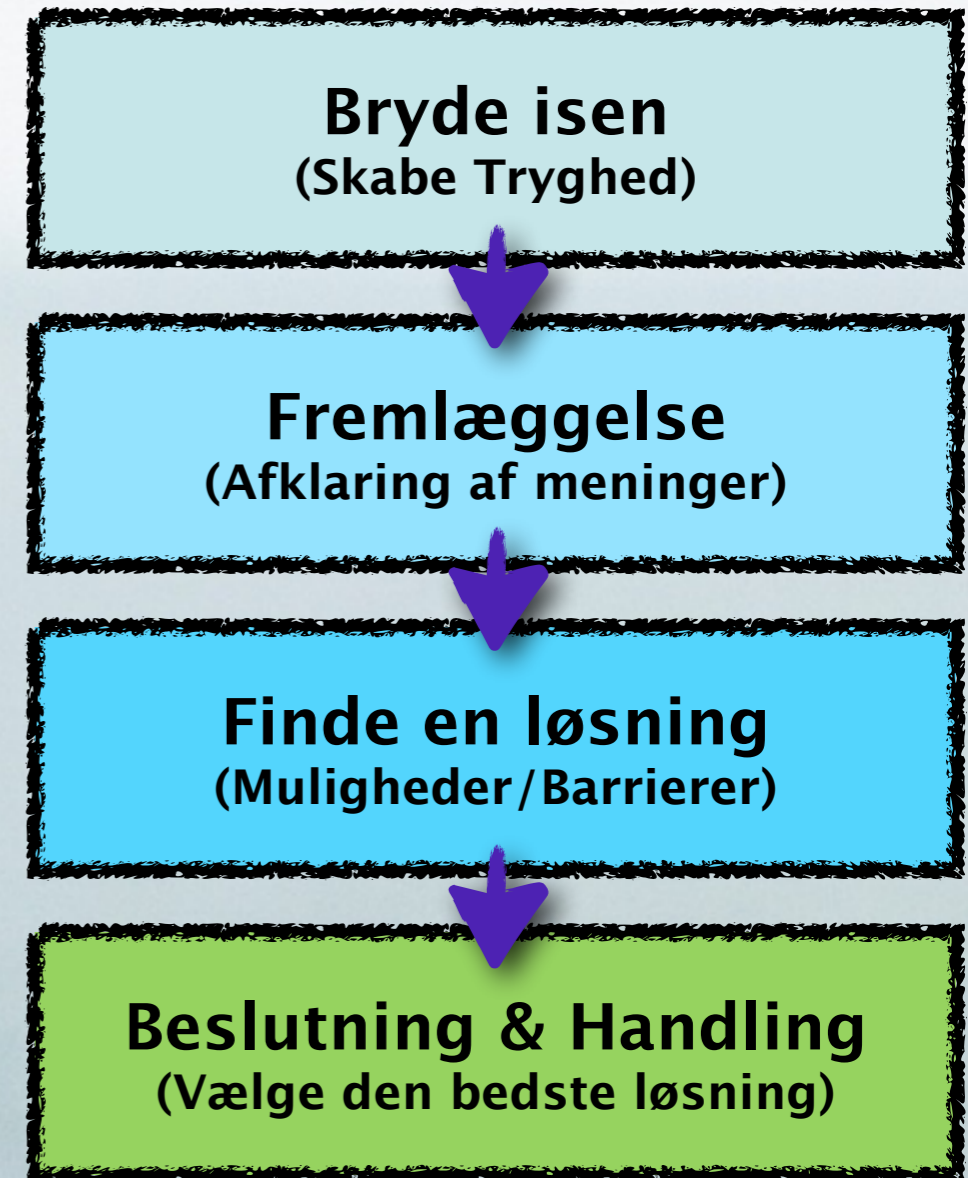 Bryde isen
(Skabe Tryghed)
Fremlæggelse
(Afklaring af meninger)
Finde en løsning
(Muligheder/Barrierer)
Beslutning & Handling
(Vælge den bedste løsning)